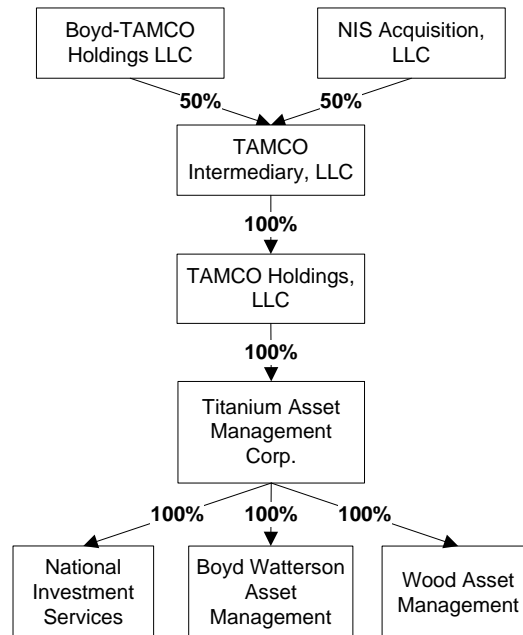 Boyd-TAMCO
Holdings LLC
NIS Acquisition,
LLC
50%
50%
TAMCO
Intermediary, LLC
100%
TAMCO Holdings,
LLC
100%
Titanium Asset
Management
Corp.
100%
100%
100%
National
Investment
Services
Boyd Watterson
Asset
Management
Wood Asset
Management